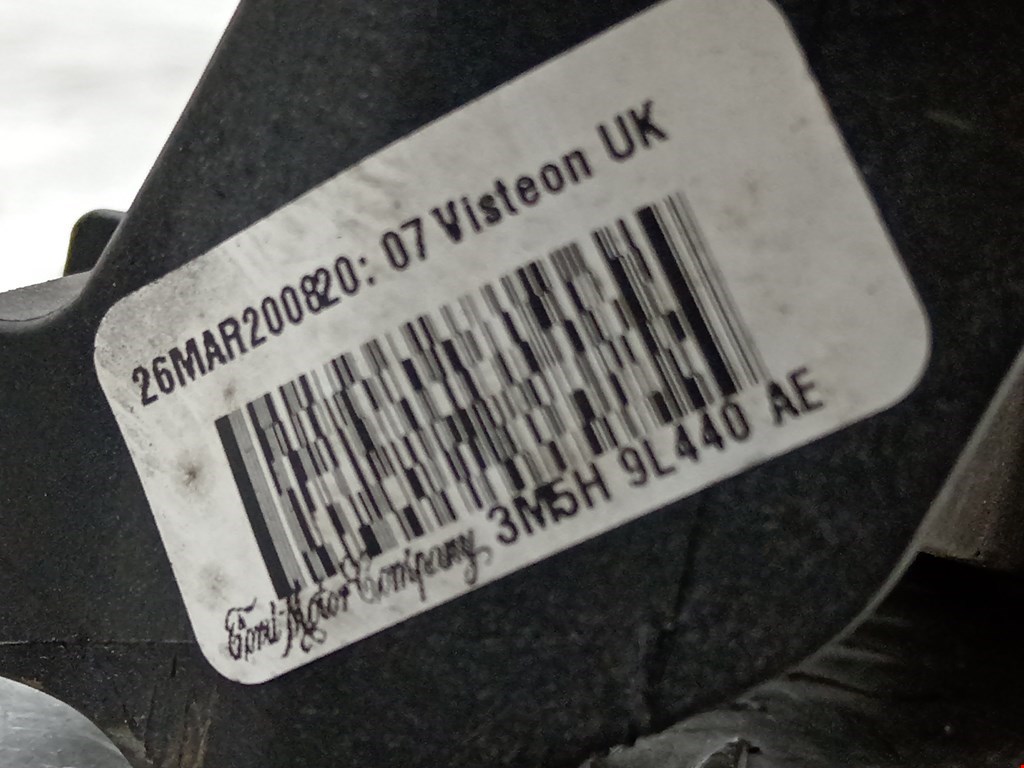 26MAR200820: 07 Visteon UK
Ford Motor Company 3M5H 9L440 AE